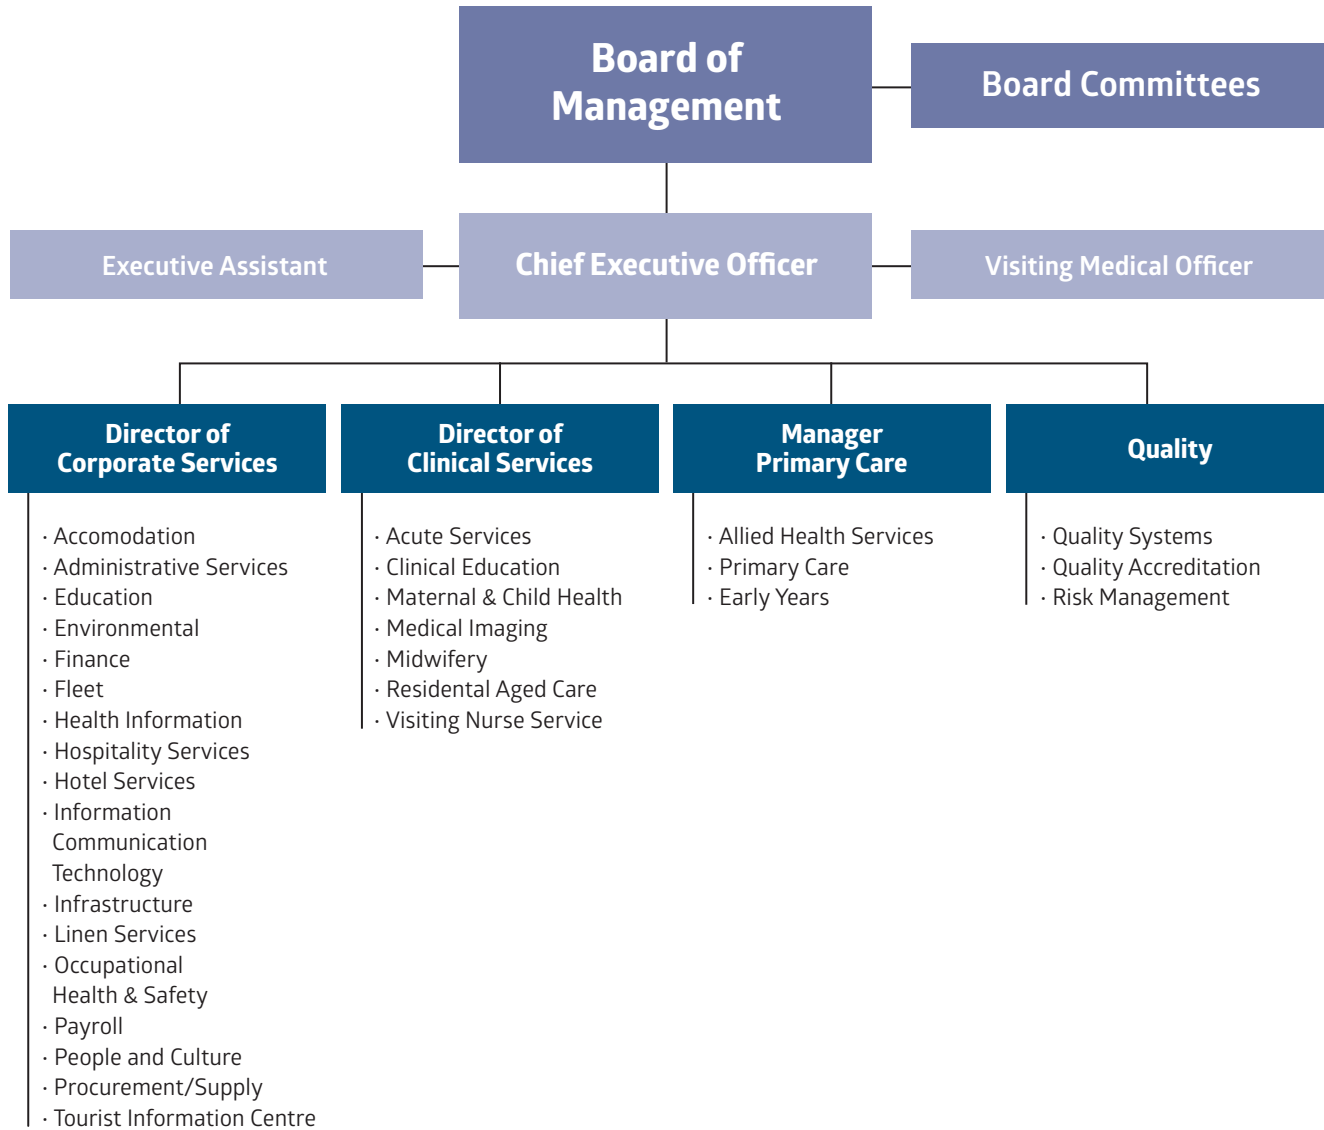 Board of
Management
Board Committees
Executive Assistant
Chief Executive Officer
Visiting Medical Officer
Director of
Corporate Services
· Accomodation
· Administrative Services
· Education
· Environmental
· Finance
· Fleet
· Health Information
· Hospitality Services
· Hotel Services
· Information
Communication
Technology
· Infrastructure
· Linen Services
· Occupational
Health & Safety
· Payroll
· People and Culture
· Procurement/Supply
· Tourist Information Centre
Director of
Clinical Services
· Acute Services
· Clinical Education
· Maternal & Child Health
· Medical Imaging
· Midwifery
· Residental Aged Care
· Visiting Nurse Service
Manager
Primary Care
· Allied Health Services
· Primary Care
· Early Years
Quality
· Quality Systems
· Quality Accreditation
· Risk Management